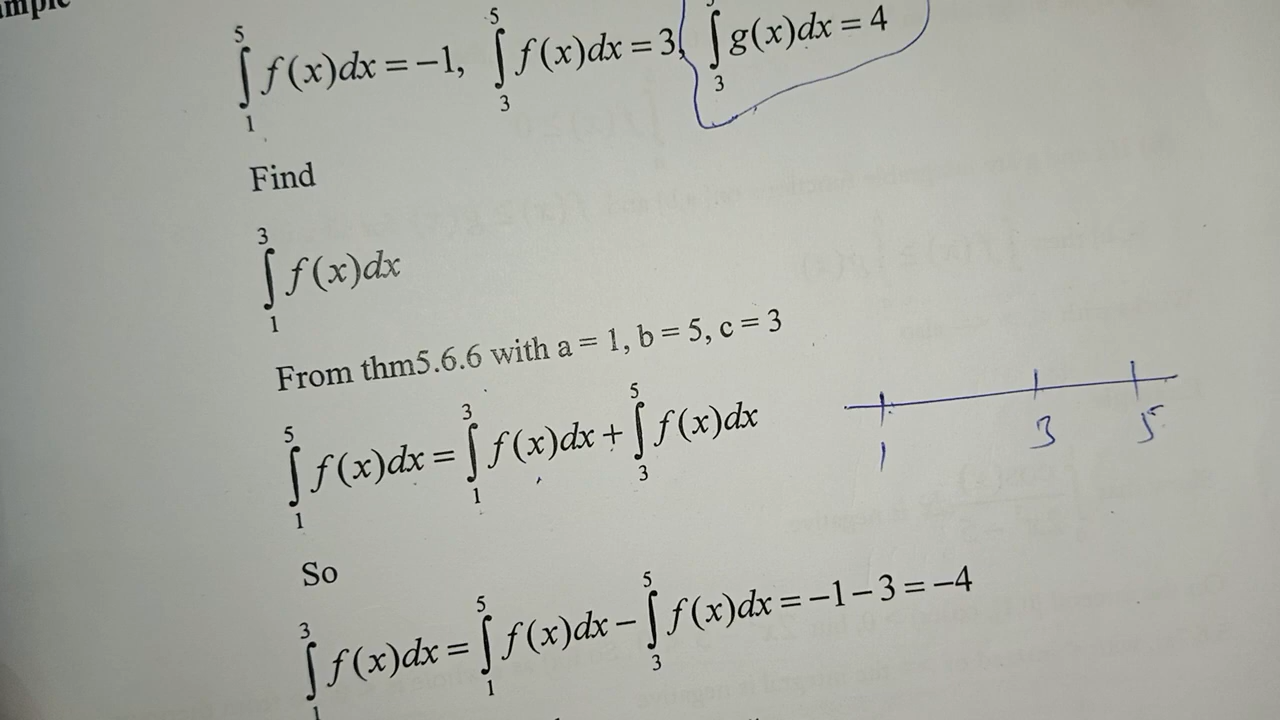 ∫₁⁵ f(x)dx = −1, ∫₃⁵ f(x)dx = 3, ∫₃⁵ g(x)dx = 4
Find
∫₁³ f(x)dx
From thm5.6.6 with a = 1, b = 5, c = 3
∫₁⁵ f(x)dx = ∫₁³ f(x)dx + ∫₃⁵ f(x)dx
1 3 5
So
∫₁³ f(x)dx = ∫₁⁵ f(x)dx − ∫₃⁵ f(x)dx = −1 − 3 = −4